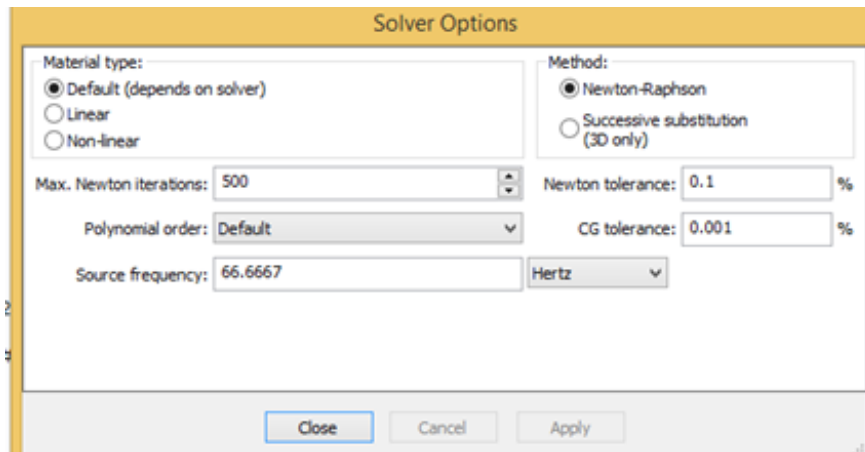 Solver Options
Material type:
Default (depends on solver)
Linear
Non-linear
Method:
Newton-Raphson
Successive substitution
(3D only)
Max. Newton iterations: 500
Newton tolerance: 0.1 %
Polynomial order: Default
CG tolerance: 0.001 %
Source frequency: 66.6667 Hertz
Close Cancel Apply